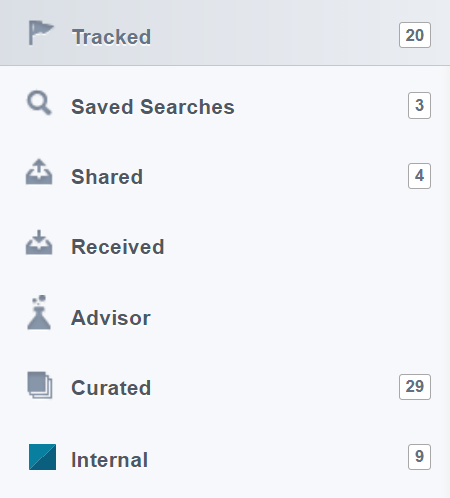 Tracked 20
Saved Searches 3
Shared 4
Received
Advisor
Curated 29
Internal 9